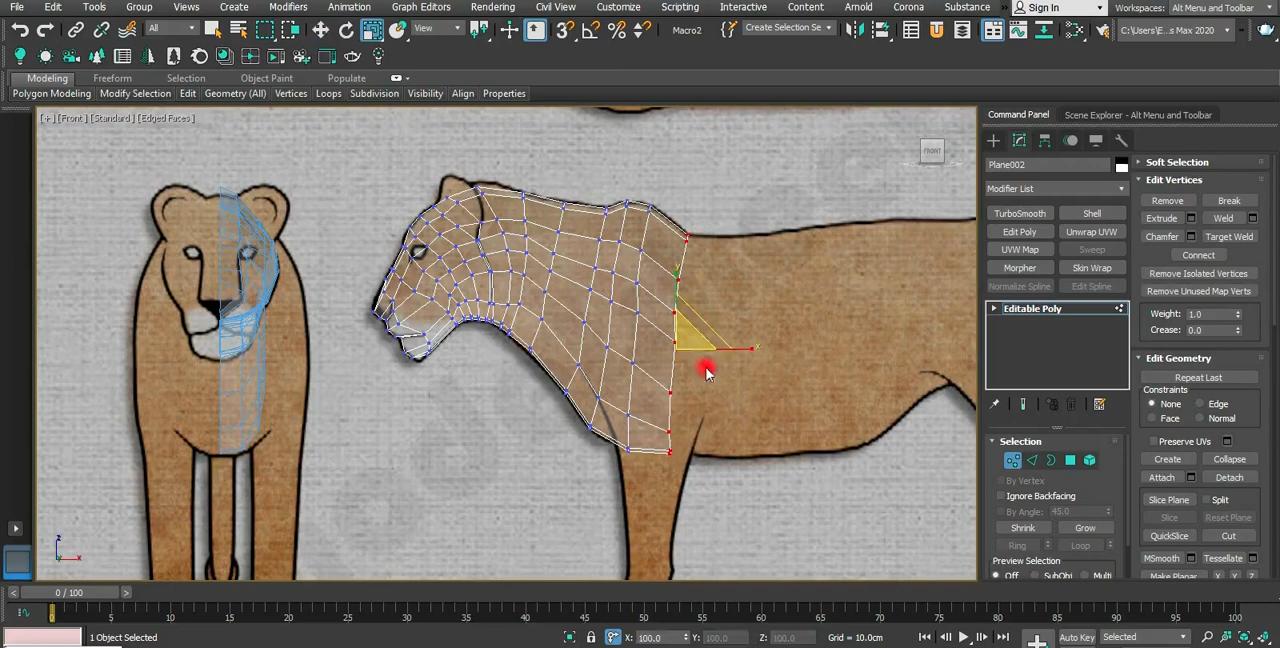 File Edit Tools Group Views Create Modifiers Animation Graph Editors Rendering Civil View Customize Scripting Interactive Content Arnold Corona Substance Sign In Workspaces: Alt Menu and Toolbar
All View Macro2 Create Selection Se C:\Users\E...s Max 2020
Modeling Freeform Selection Object Paint Populate
Polygon Modeling Modify Selection Edit Geometry (All) Vertices Loops Subdivision Visibility Align Properties
[+] [Front] [Standard] [Edged Faces]
FRONT
x
z
x
Command Panel Scene Explorer - Alt Menu and Toolbar
Plane002
Modifier List
TurboSmooth Shell
Edit Poly Unwrap UVW
UVW Map Sweep
Morpher Skin Wrap
Normalize Spline Edit Spline
Editable Poly
Selection
By Vertex
Ignore Backfacing
By Angle: 45.0
Shrink Grow
Ring Loop
Preview Selection
Off SubObj Multi
Soft Selection
Edit Vertices
Remove Break
Extrude Weld
Chamfer Target Weld
Connect
Remove Isolated Vertices
Remove Unused Map Verts
Weight: 1.0
Crease: 0.0
Edit Geometry
Repeat Last
Constraints
None Edge
Face Normal
Preserve UVs
Create Collapse
Attach Detach
Slice Plane Split
Slice Reset Plane
QuickSlice Cut
MSmooth Tessellate
Make Planar X Y Z
0 / 100
0 5 10 15 20 25 30 35 40 45 50 55 60 65 70 75 80 85 90 95 100
1 Object Selected X: 100.0 Y: 100.0 Z: 100.0 Grid = 10.0cm Auto Key Selected